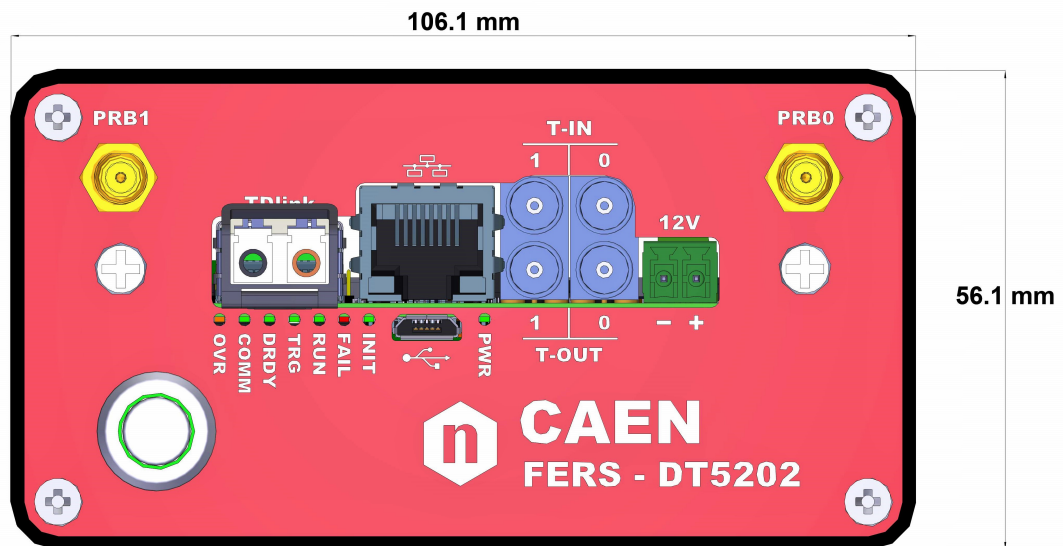 106.1 mm
PRB1
PRB0
T-IN
1 0
TDlink
12V
56.1 mm
− +
1 0
T-OUT
OVR
COMM
DRDY
TRG
RUN
FAIL
INIT
PWR
n
CAEN
FERS - DT5202